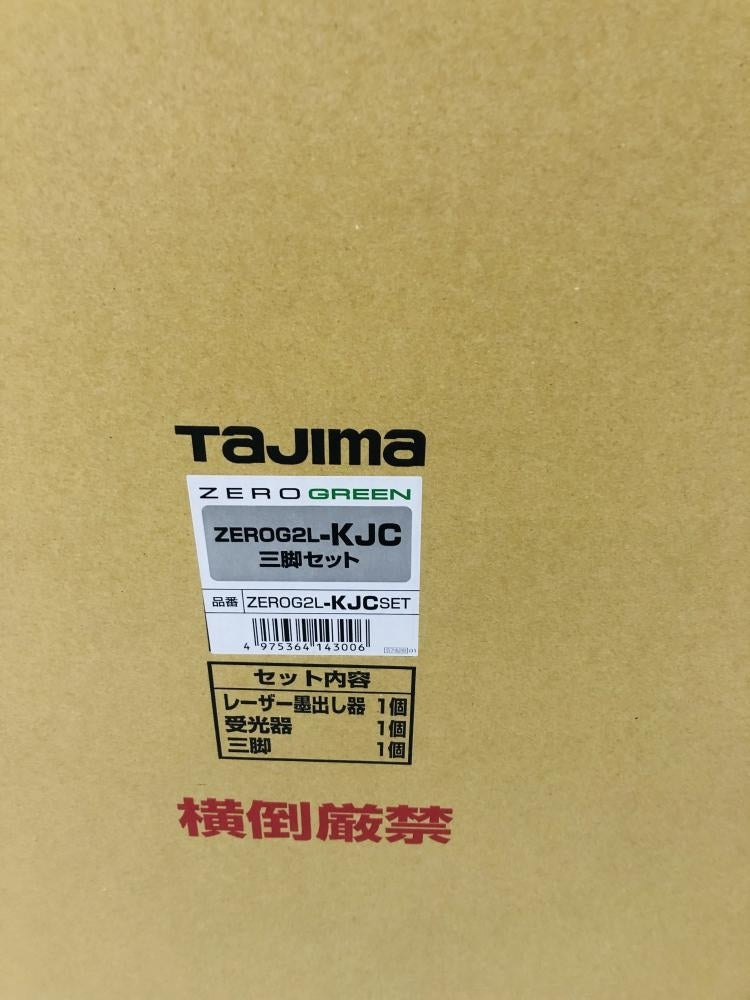 TAJIMA
ZERO GREEN
ZEROG2L-KJC
三脚セット
品番 ZEROG2L-KJCSET
4 975364 143006
セット内容
レーザー墨出し器 1個
受光器 1個
三脚 1個
横倒厳禁